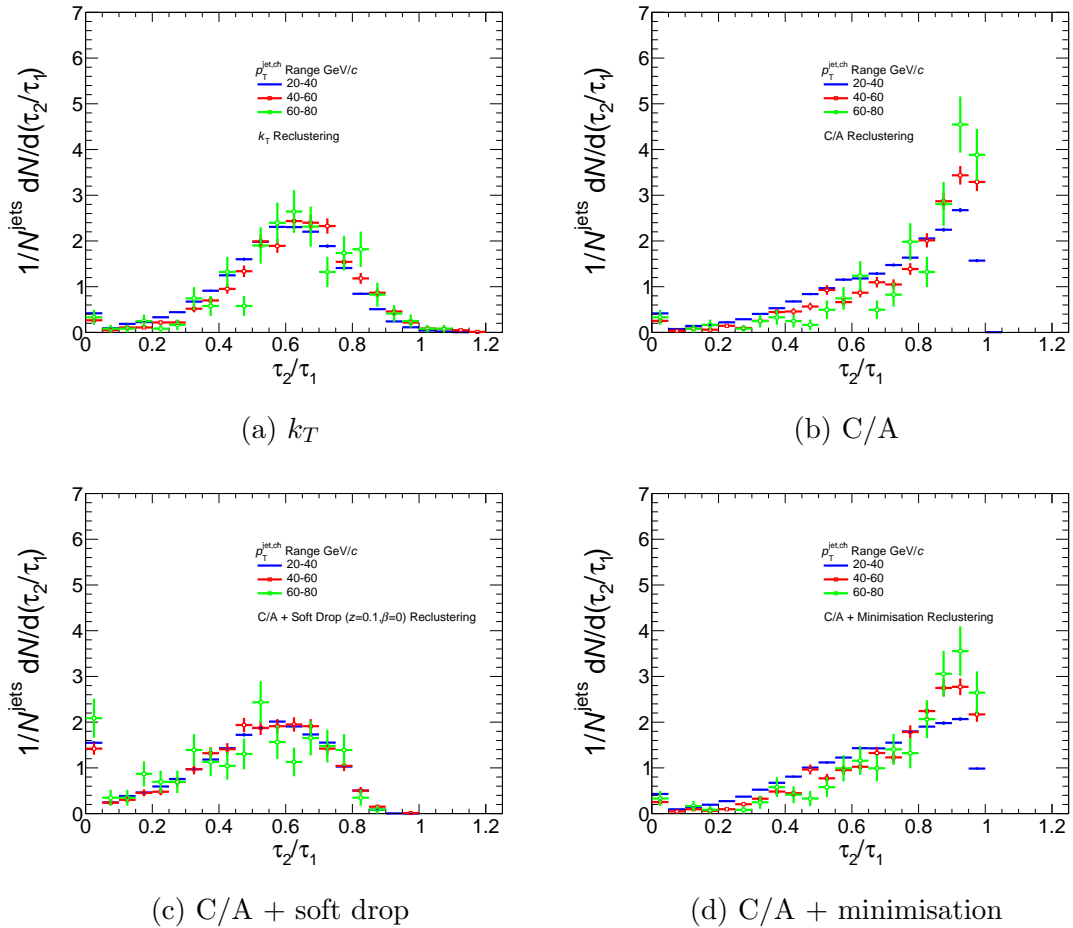 7
6
5
4
3
2
1
0
1/N^jets dN/d(τ₂/τ₁)
p_T^jet,ch Range GeV/c
20-40
40-60
60-80
k_T Reclustering
0 0.2 0.4 0.6 0.8 1 1.2
τ₂/τ₁
(a) k_T
7
6
5
4
3
2
1
0
1/N^jets dN/d(τ₂/τ₁)
p_T^jet,ch Range GeV/c
20-40
40-60
60-80
C/A Reclustering
0 0.2 0.4 0.6 0.8 1 1.2
τ₂/τ₁
(b) C/A
7
6
5
4
3
2
1
0
1/N^jets dN/d(τ₂/τ₁)
p_T^jet,ch Range GeV/c
20-40
40-60
60-80
C/A + Soft Drop (z=0.1,β=0) Reclustering
0 0.2 0.4 0.6 0.8 1 1.2
τ₂/τ₁
(c) C/A + soft drop
7
6
5
4
3
2
1
0
1/N^jets dN/d(τ₂/τ₁)
p_T^jet,ch Range GeV/c
20-40
40-60
60-80
C/A + Minimisation Reclustering
0 0.2 0.4 0.6 0.8 1 1.2
τ₂/τ₁
(d) C/A + minimisation